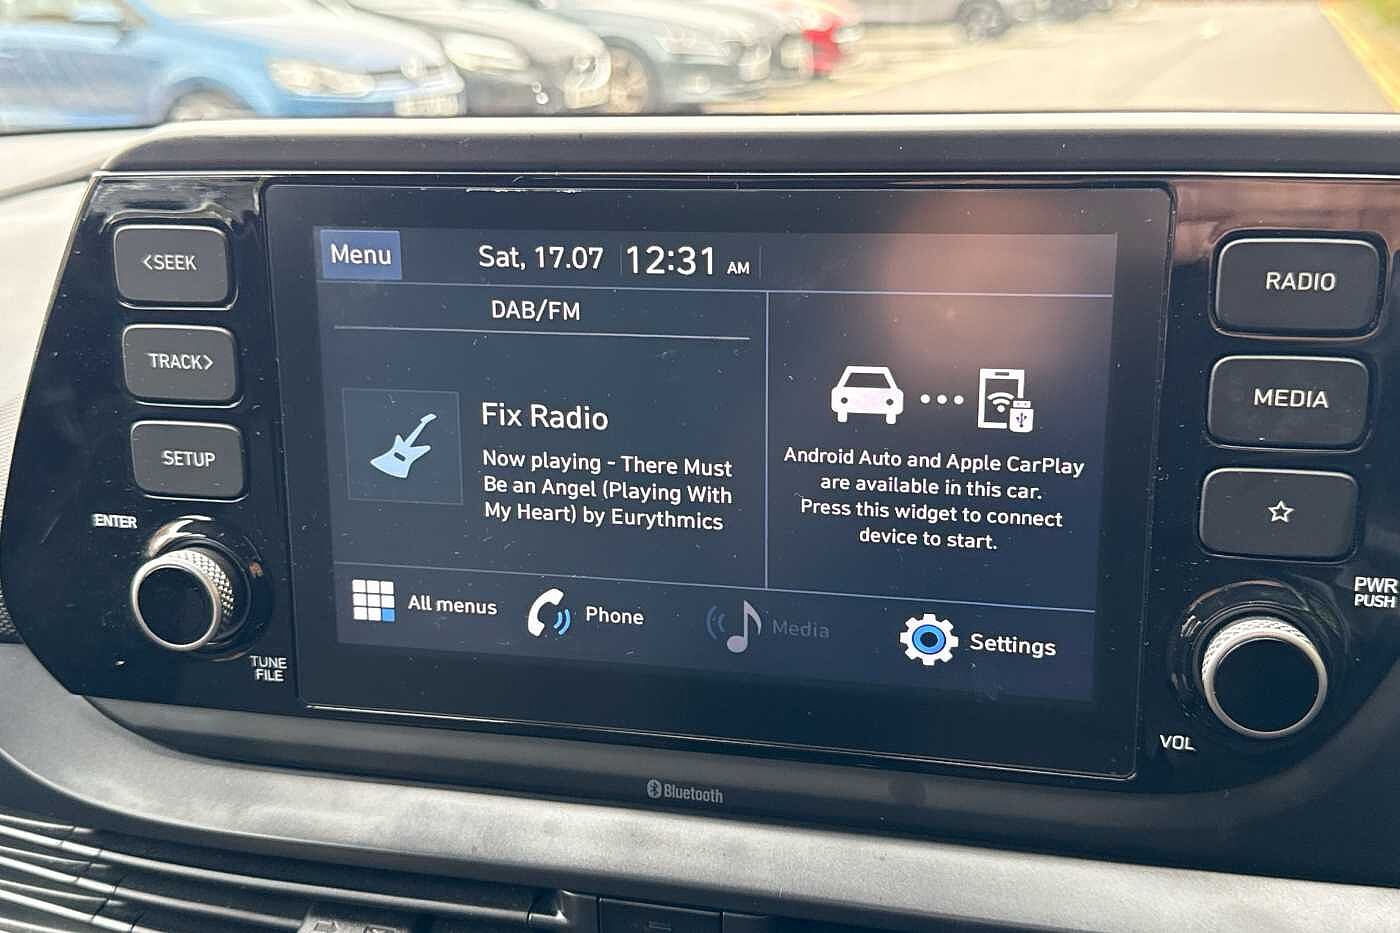 <SEEK
TRACK>
SETUP
ENTER
TUNE
FILE
Menu
Sat, 17.07
12:31 AM
DAB/FM
Fix Radio
Now playing - There Must
Be an Angel (Playing With
My Heart) by Eurythmics
Android Auto and Apple CarPlay
are available in this car.
Press this widget to connect
device to start.
All menus
Phone
Media
Settings
RADIO
MEDIA
PWR
PUSH
VOL
Bluetooth